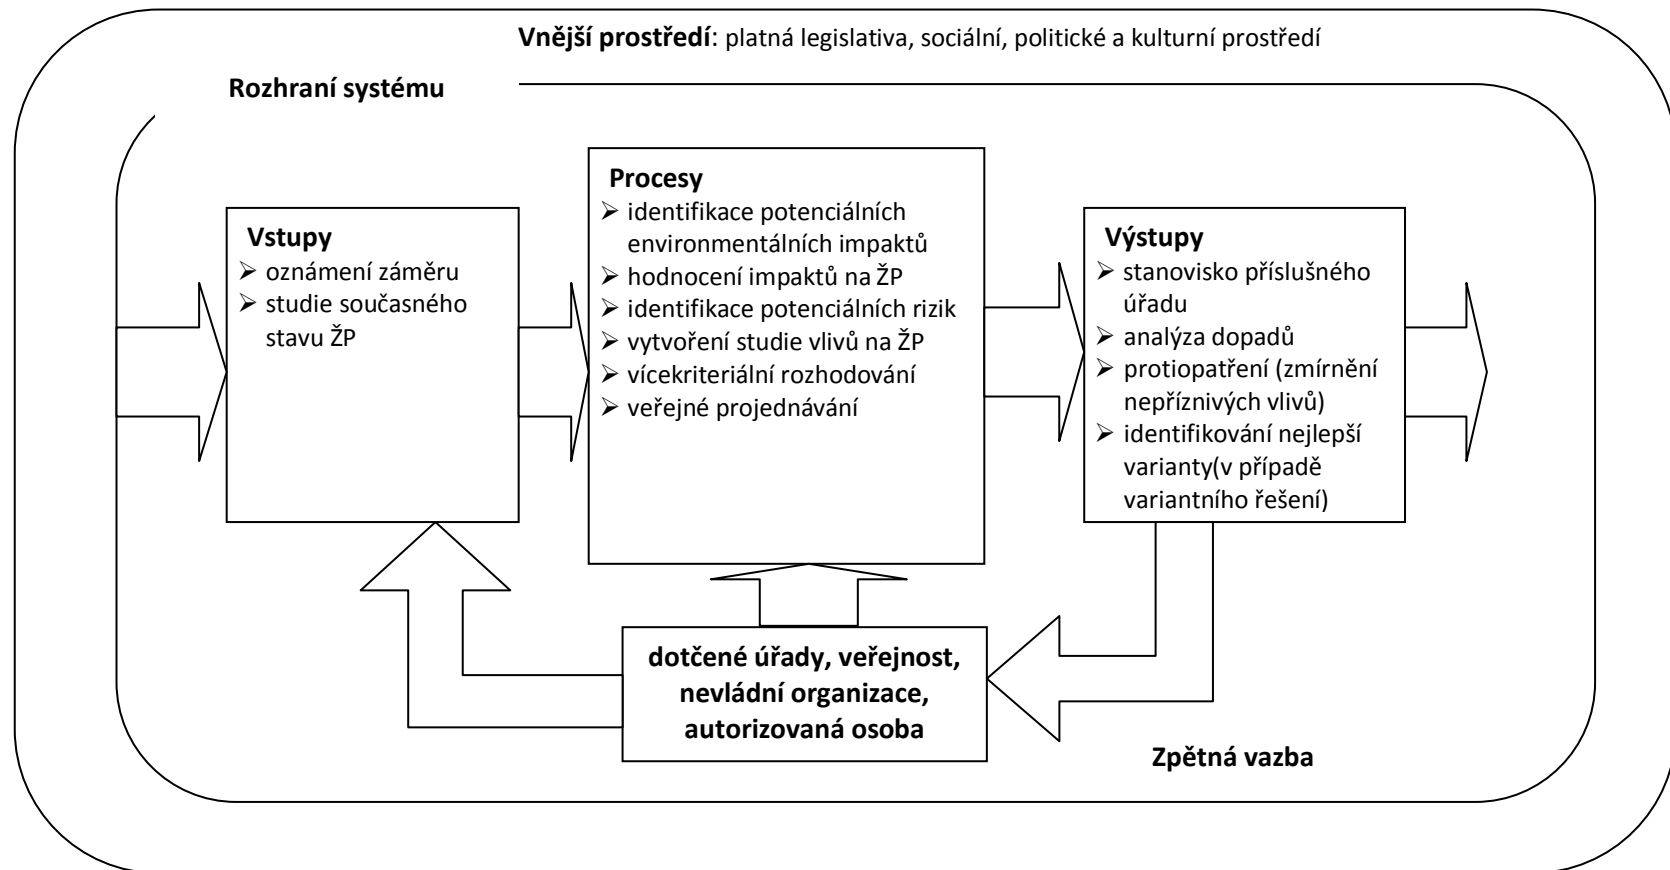 Vnější prostředí: platná legislativa, sociální, politické a kulturní prostředí
Rozhraní systému
Vstupy
➢ oznámení záměru
➢ studie současného
stavu ŽP
Procesy
➢ identifikace potenciálních
environmentálních impaktů
➢ hodnocení impaktů na ŽP
➢ identifikace potenciálních rizik
➢ vytvoření studie vlivů na ŽP
➢ vícekriteriální rozhodování
➢ veřejné projednávání
Výstupy
➢ stanovisko příslušného
úřadu
➢ analýza dopadů
➢ protiopatření (zmírnění
nepříznivých vlivů)
➢ identifikování nejlepší
varianty(v případě
variantního řešení)
dotčené úřady, veřejnost,
nevládní organizace,
autorizovaná osoba
Zpětná vazba